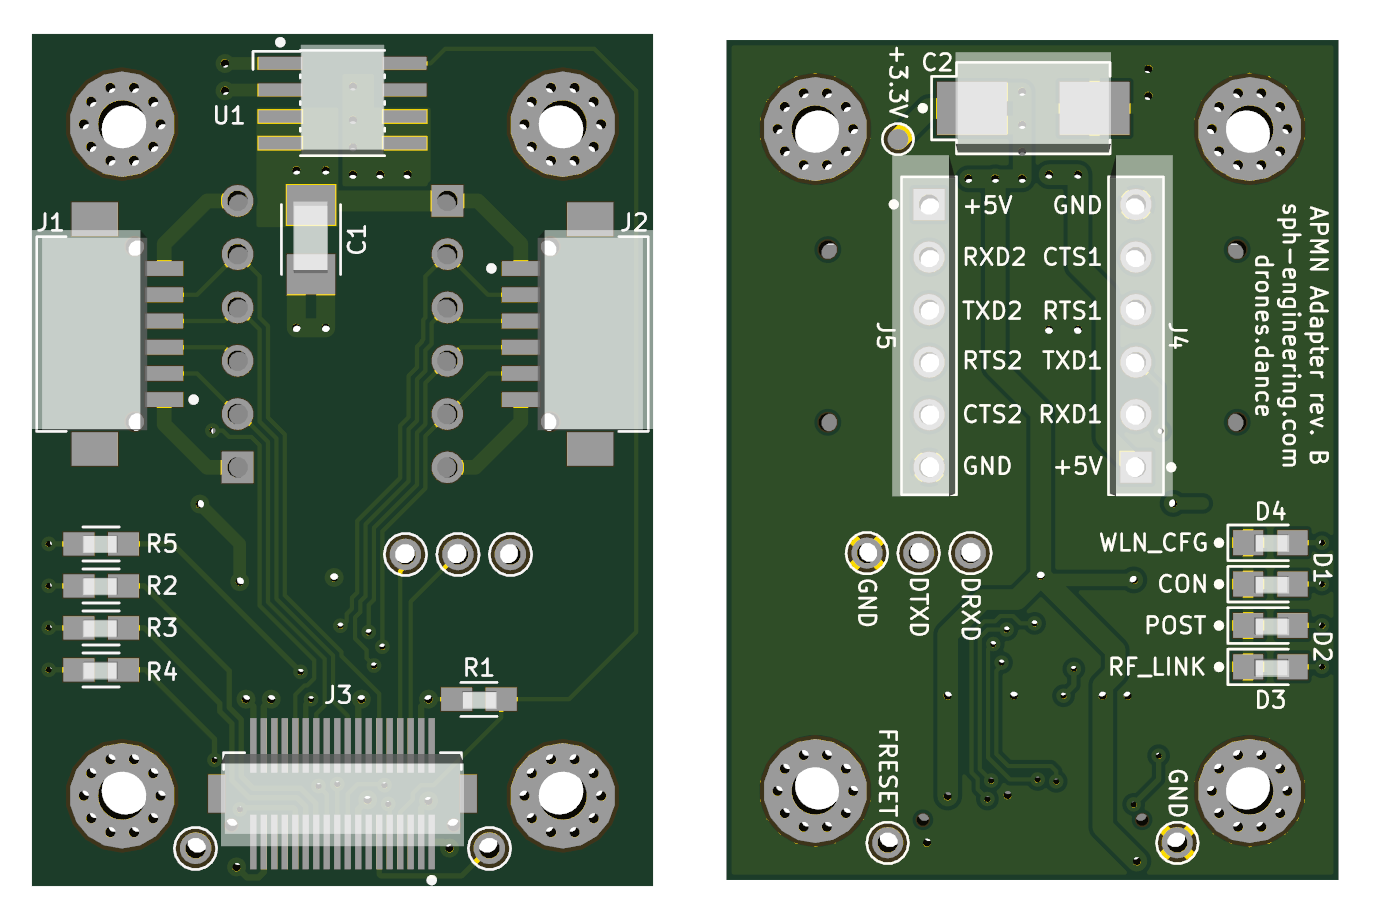 U1
J1
J2
C1
R5
R2
R3
R4
R1
J3
+3.3V
C2
+5V
RXD2
TXD2
RTS2
CTS2
GND
GND
CTS1
RTS1
TXD1
RXD1
+5V
J5
J4
APMN Adapter rev. B
sph-engineering.com
drones.dance
GND
DTXD
DRXD
D4
WLN_CFG
D1
CON
POST
D2
RF_LINK
D3
FRESET
GND